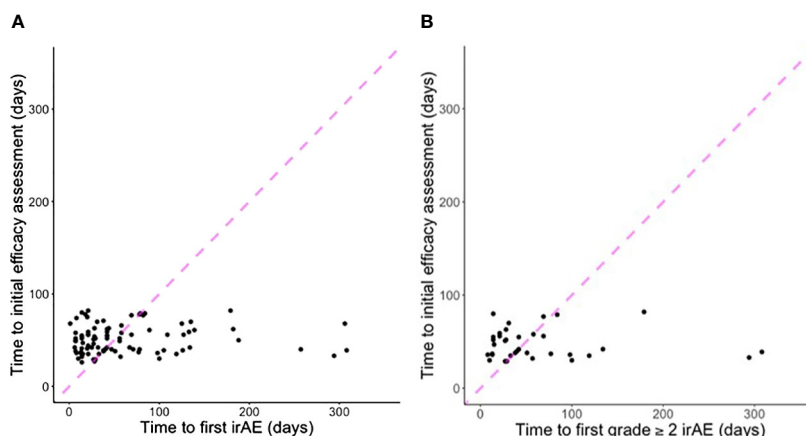 A
B
Time to initial efficacy assessment (days)
300
200
100
0
0 100 200 300
Time to first irAE (days)
Time to initial efficacy assessment (days)
300
200
100
0
0 100 200 300
Time to first grade ≥ 2 irAE (days)